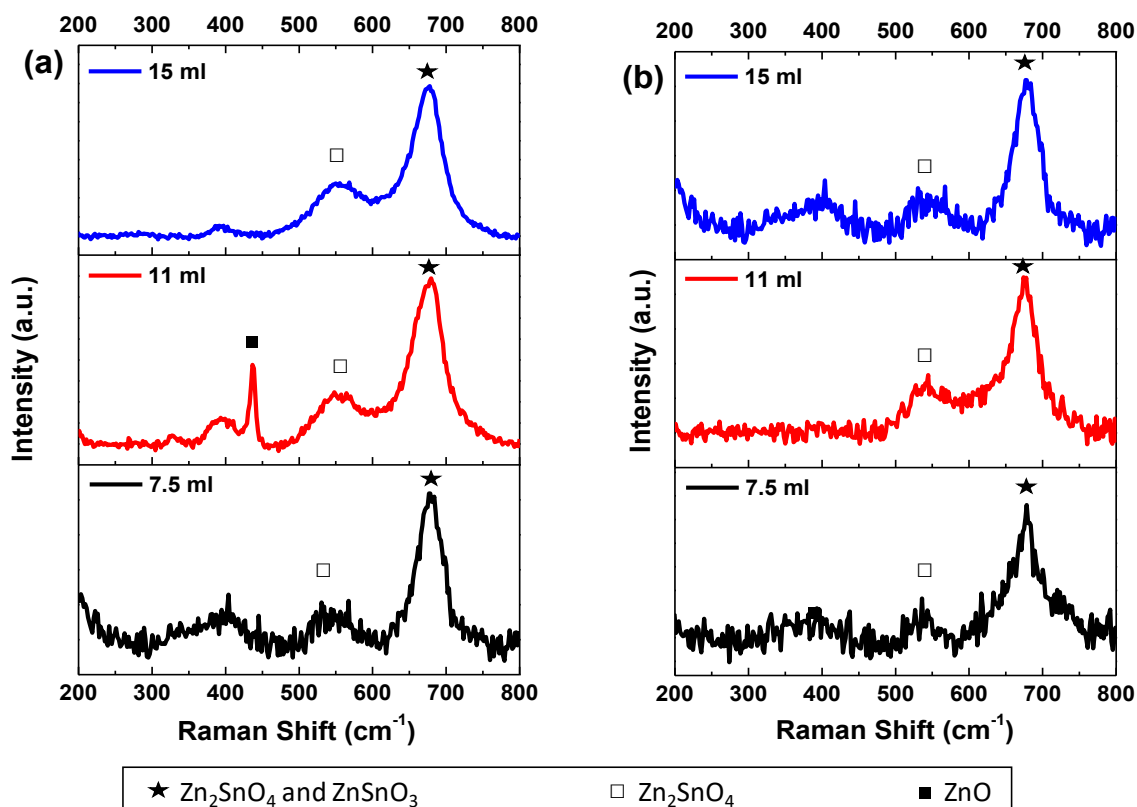 200 300 400 500 600 700 800
(a)
15 ml
11 ml
7.5 ml
Intensity (a.u.)
200 300 400 500 600 700 800
Raman Shift (cm⁻¹)
200 300 400 500 600 700 800
(b)
15 ml
11 ml
7.5 ml
Intensity (a.u.)
200 300 400 500 600 700 800
Raman Shift (cm⁻¹)
★ Zn₂SnO₄ and ZnSnO₃ □ Zn₂SnO₄ ■ ZnO